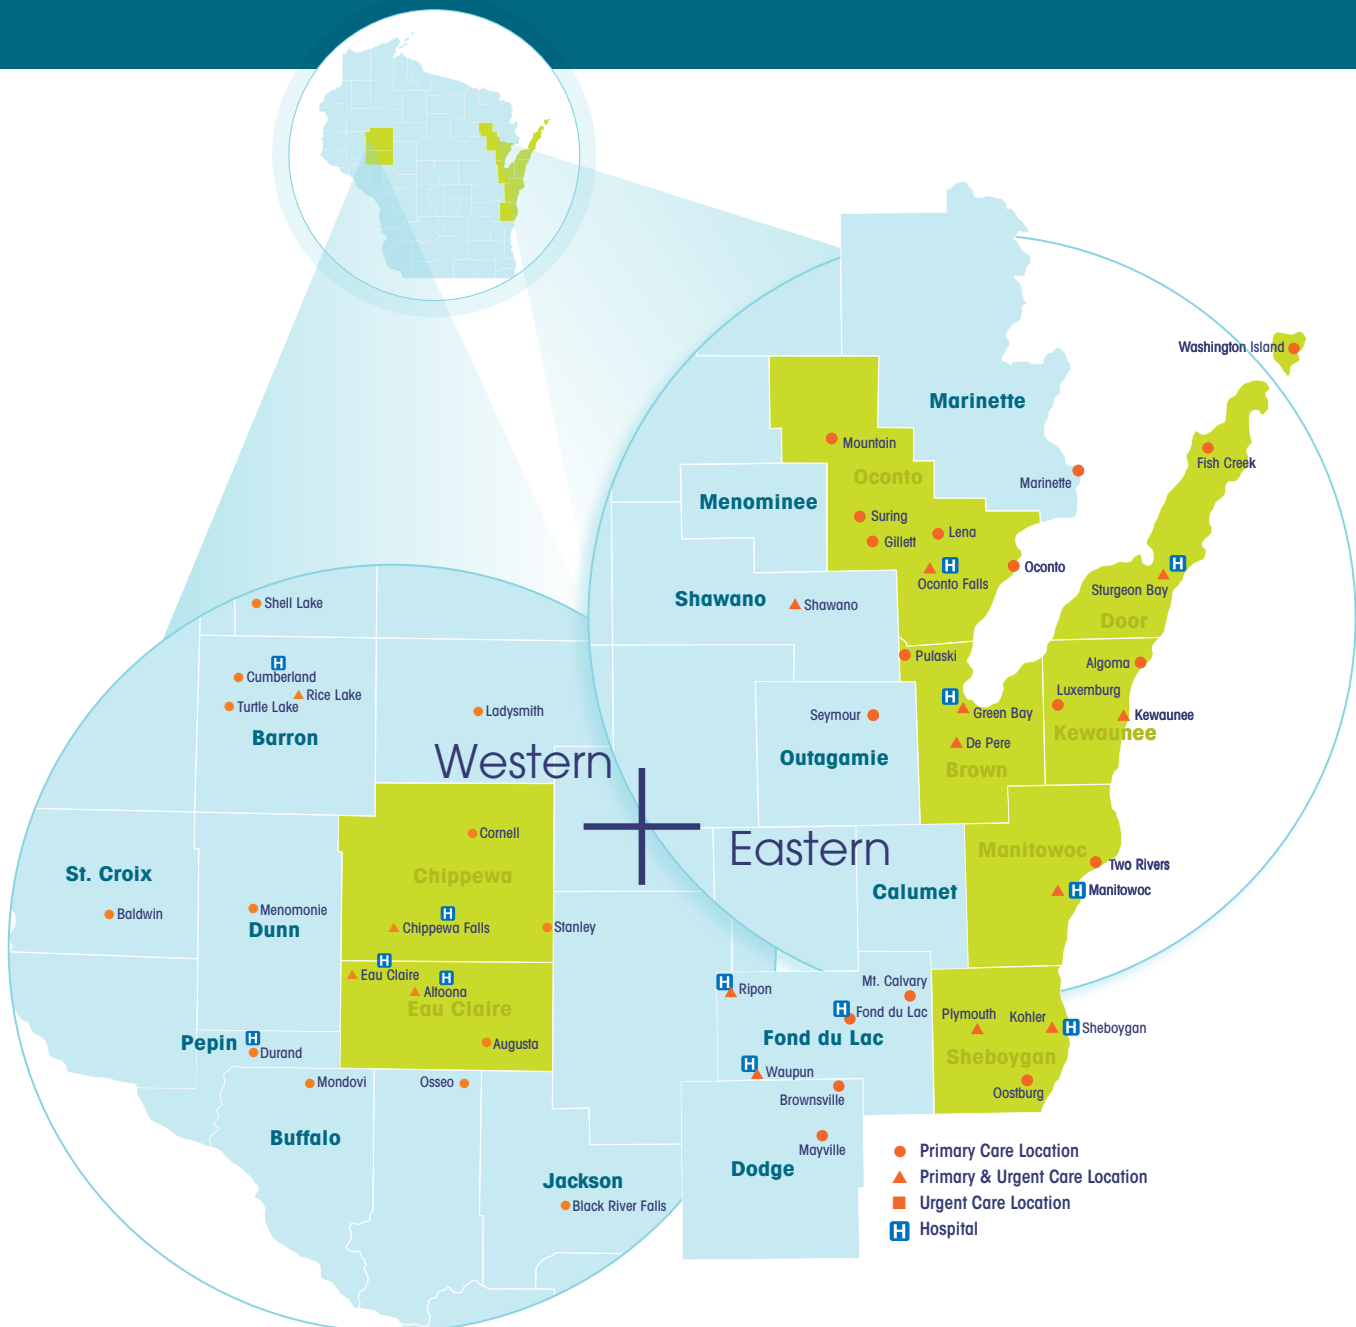 Washington Island
Marinette
Mountain
Fish Creek
Oconto
Marinette
Menominee
Suring
Lena
Gillett
Oconto Falls
Oconto
H
H
Sturgeon Bay
Shawano
Shawano
Door
Pulaski
Algoma
Luxemburg
H
Green Bay
Kewaunee
Kewaunee
Seymour
De Pere
Outagamie
Brown
Shell Lake
H
Cumberland
Rice Lake
Turtle Lake
Barron
Ladysmith
Western
Eastern
Cornell
Chippewa
St. Croix
Baldwin
Menomonie
Dunn
H
Chippewa Falls
Stanley
H
Eau Claire
H
Altoona
Eau Claire
Augusta
Pepin
H
Durand
Mondovi
Osseo
Buffalo
Jackson
Black River Falls
Manitowoc
Two Rivers
H
Manitowoc
Calumet
H
Ripon
Mt. Calvary
H
Fond du Lac
Fond du Lac
Plymouth
Kohler
H
Sheboygan
Sheboygan
Oostburg
H
Waupun
Brownsville
Mayville
Dodge
Primary Care Location
Primary & Urgent Care Location
Urgent Care Location
H Hospital